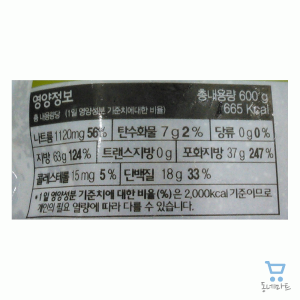 영양정보
총 내용량 600 g
총 내용량당 (1일 영양성분 기준치에대한 비율)
665 Kcal
나트륨 1120mg 56% 탄수화물 7 g 2 % 당류 0 g 0 %
지방 63g 124% 트랜스지방 0 g 포화지방 37 g 247 %
콜레스테롤 15 mg 5 % 단백질 18 g 33 %
*1일 영양성분 기준치에 대한 비율(%)은 2,000kcal 기준이므로
개인의 필요 열량에 따라 다를 수 있습니다.